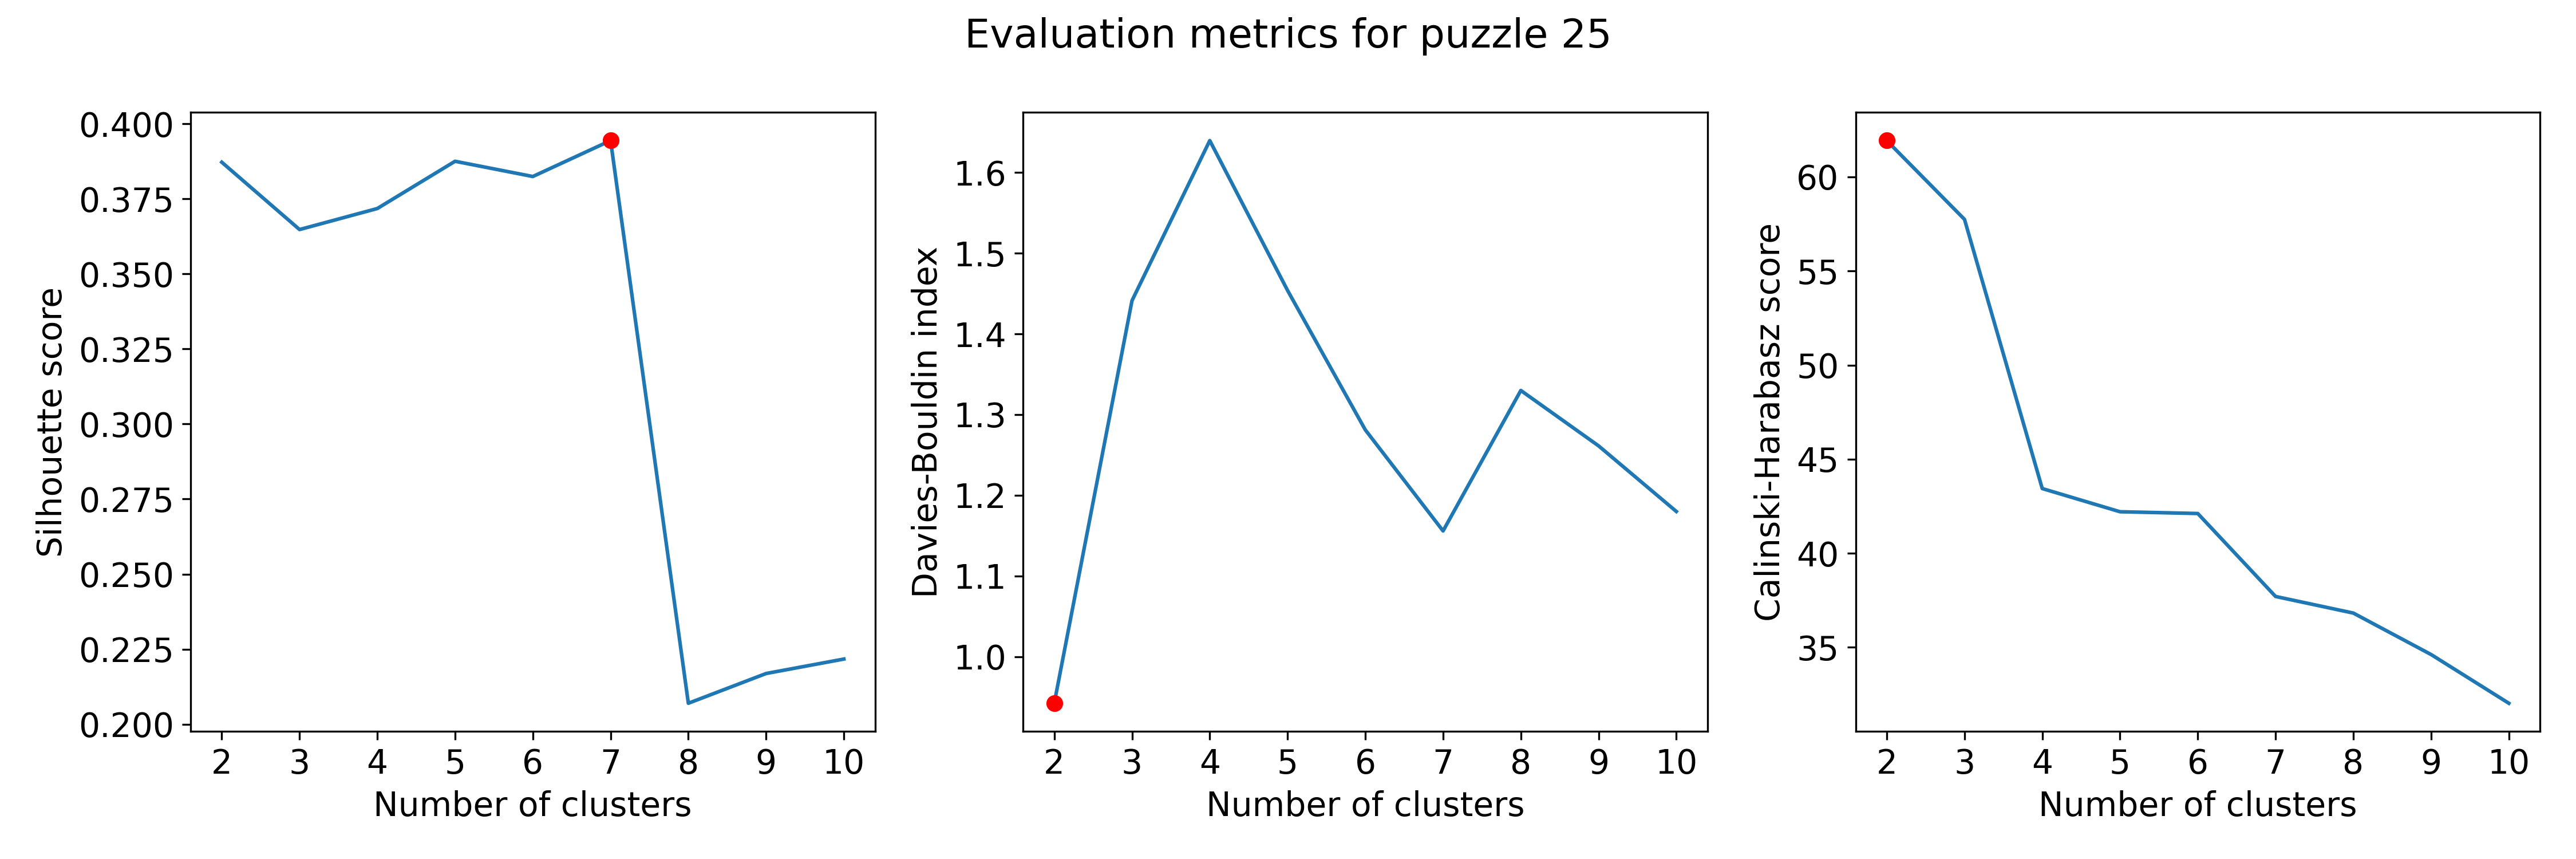 Evaluation metrics for puzzle 25
Silhouette score
0.400
0.375
0.350
0.325
0.300
0.275
0.250
0.225
0.200
2 3 4 5 6 7 8 9 10
Number of clusters
Davies-Bouldin index
1.6
1.5
1.4
1.3
1.2
1.1
1.0
2 3 4 5 6 7 8 9 10
Number of clusters
Calinski-Harabasz score
60
55
50
45
40
35
2 3 4 5 6 7 8 9 10
Number of clusters